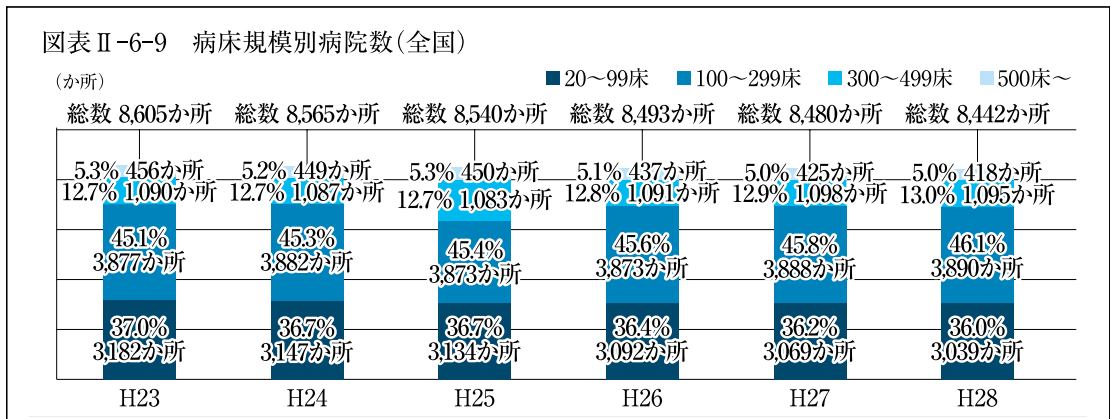 図表Ⅱ-6-9 病床規模別病院数(全国)
(か所)
■20～99床 ■100～299床 ■300～499床 ■500床～
総数 8,605か所 総数 8,565か所 総数 8,540か所 総数 8,493か所 総数 8,480か所 総数 8,442か所
5.3% 456か所 5.2% 449か所 5.3% 450か所 5.1% 437か所 5.0% 425か所 5.0% 418か所
12.7% 1,090か所 12.7% 1,087か所 12.7% 1,083か所 12.8% 1,091か所 12.9% 1,098か所 13.0% 1,095か所
45.1% 45.3% 45.4% 45.6% 45.8% 46.1%
3,877か所 3,882か所 3,873か所 3,873か所 3,888か所 3,890か所
37.0% 36.7% 36.7% 36.4% 36.2% 36.0%
3,182か所 3,147か所 3,134か所 3,092か所 3,069か所 3,039か所
H23 H24 H25 H26 H27 H28